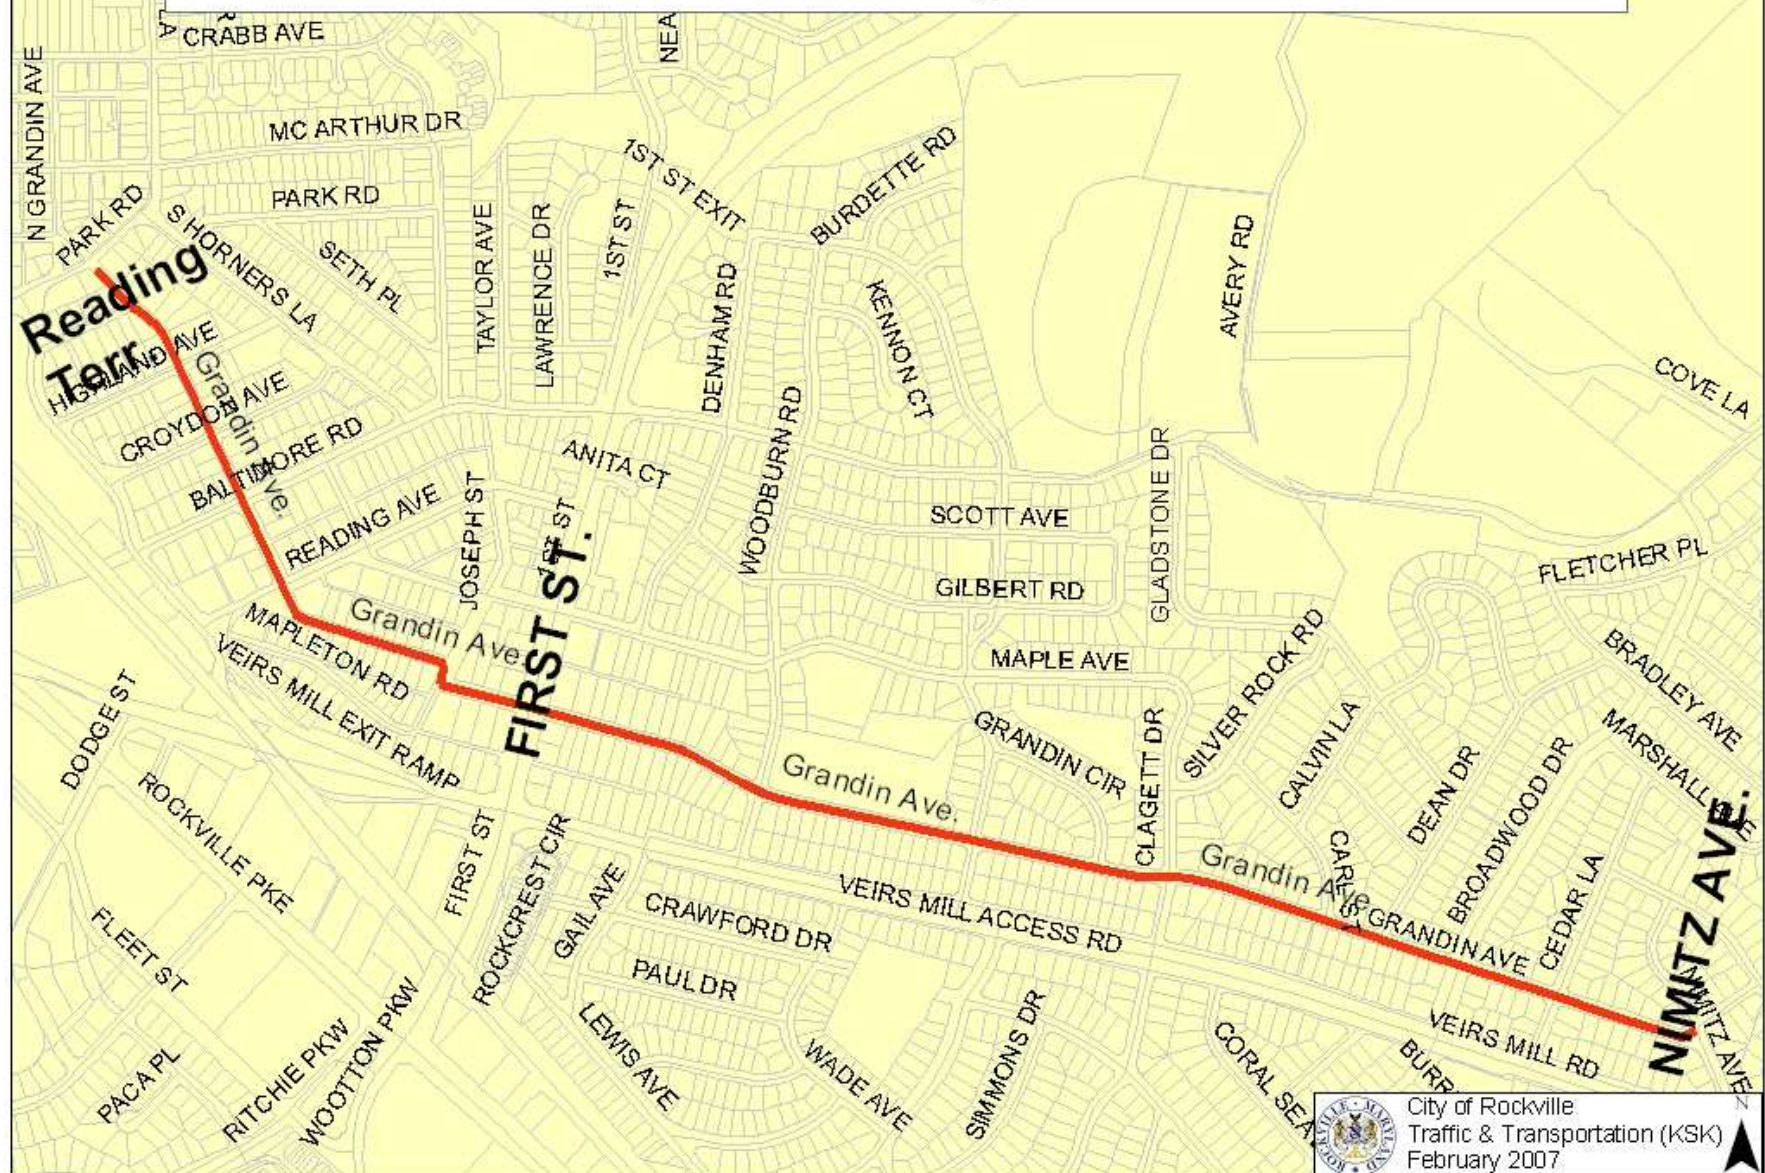 CRABB AVE
N GRANDIN AVE
MC ARTHUR DR
PARK RD
PARK RD
S HORNERS LA
SETH PL
TAYLOR AVE
LAWRENCE DR
1ST ST
1ST ST EXIT
BURDETTE RD
DENHAM RD
KENNON CT
AVERY RD
COVE LA
Reading
Terr.
HIGHLAND AVE
CROYDON AVE
Grandin Ave.
BALTIMORE RD
READING AVE
JOSEPH ST
ANITA CT
1ST ST
WOODBURN RD
SCOTT AVE
GILBERT RD
GLADSTONE DR
FLETCHER PL
MAPLETON RD
Grandin Ave.
FIRST ST.
MAPLE AVE
SILVER ROCK RD
BRADLEY AVE
VEIRS MILL EXIT RAMP
DODGE ST
GRANDIN CIR
CLAGETT DR
CALVIN LA
DEAN DR
BROADWOOD DR
MARSHALL AVE
ROCKVILLE PKE
Grandin Ave.
FIRST ST
ROCKCREST CIR
GAIL AVE
CRAWFORD DR
VEIRS MILL ACCESS RD
Grandin Ave.
CARL ST
GRANDIN AVE
CEDAR LA
NIMITZ AVE.
NIMITZ AVE
FLEET ST
PAUL DR
LEWIS AVE
WADE AVE
SIMMONS DR
VEIRS MILL RD
PACA PL
RITCHIE PKW
WOOTTON PKW
CORAL SEA
BURR
City of Rockville
Traffic & Transportation (KSK)
February 2007
N